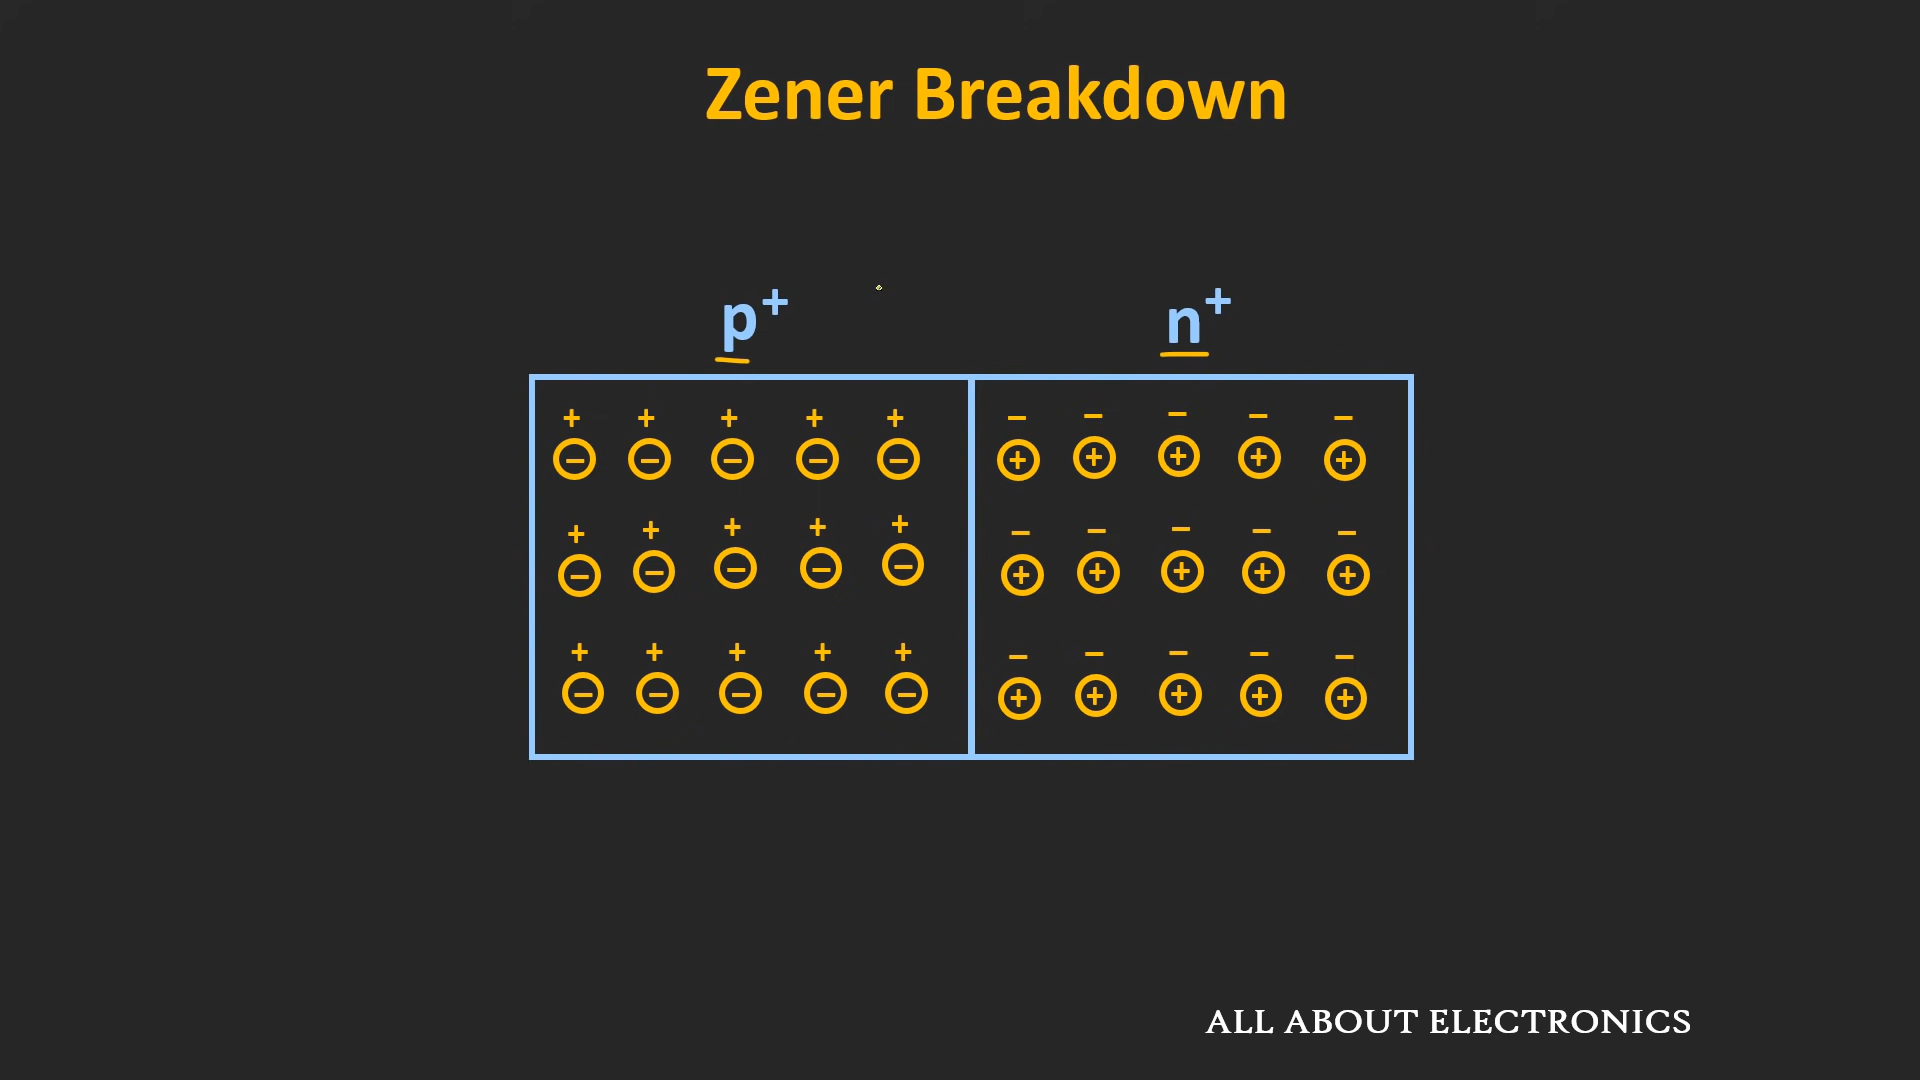 Zener Breakdown
p+ n+
+ + + + +
− − − − −
− − − − −
+ + + + +
+ + + + +
− − − − −
− − − − −
+ + + + +
+ + + + +
− − − − −
− − − − −
+ + + + +
ALL ABOUT ELECTRONICS